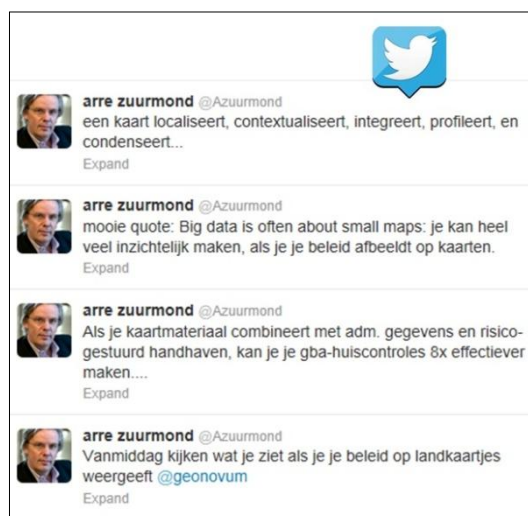 arre zuurmond @Azuurmond
een kaart localiseert, contextualiseert, integreert, profileert, en
condenseert...
Expand
arre zuurmond @Azuurmond
mooie quote: Big data is often about small maps: je kan heel
veel inzichtelijk maken, als je je beleid afbeeldt op kaarten.
Expand
arre zuurmond @Azuurmond
Als je kaartmateriaal combineert met adm. gegevens en risico-
gestuurd handhaven, kan je je gba-huiscontroles 8x effectiever
maken....
Expand
arre zuurmond @Azuurmond
Vanmiddag kijken wat je ziet als je je beleid op landkaartjes
weergeeft @geonovum
Expand